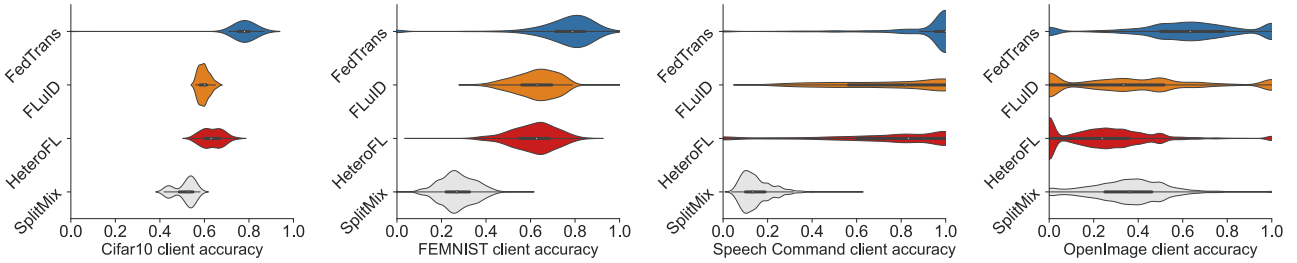 FedTrans
FLuID
HeteroFL
SplitMix
0.0 0.2 0.4 0.6 0.8 1.0
Cifar10 client accuracy
FedTrans
FLuID
HeteroFL
SplitMix
0.0 0.2 0.4 0.6 0.8 1.0
FEMNIST client accuracy
FedTrans
FLuID
HeteroFL
SplitMix
0.0 0.2 0.4 0.6 0.8 1.0
Speech Command client accuracy
FedTrans
FLuID
HeteroFL
SplitMix
0.0 0.2 0.4 0.6 0.8 1.0
OpenImage client accuracy